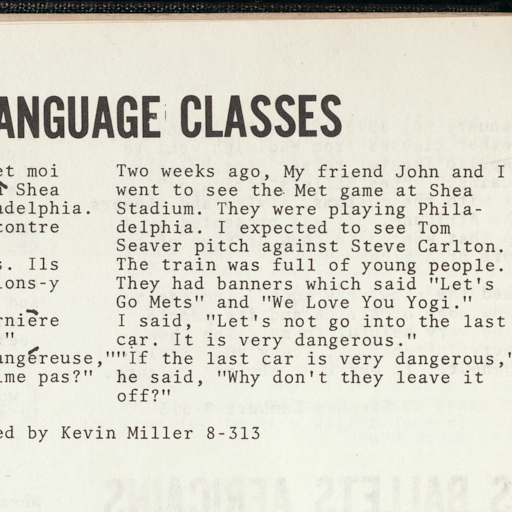 ANGUAGE CLASSES
et moi
Shea
adelphia.
contre
s. Ils
ions-y
rnière
"
angéreuse,"
ime pas?"
Two weeks ago, My friend John and I
went to see the Met game at Shea
Stadium. They were playing Phila-
delphia. I expected to see Tom
Seaver pitch against Steve Carlton.
The train was full of young people.
They had banners which said "Let's
Go Mets" and "We Love You Yogi."
I said, "Let's not go into the last
car. It is very dangerous."
"If the last car is very dangerous,"
he said, "Why don't they leave it
off?"
ed by Kevin Miller 8-313